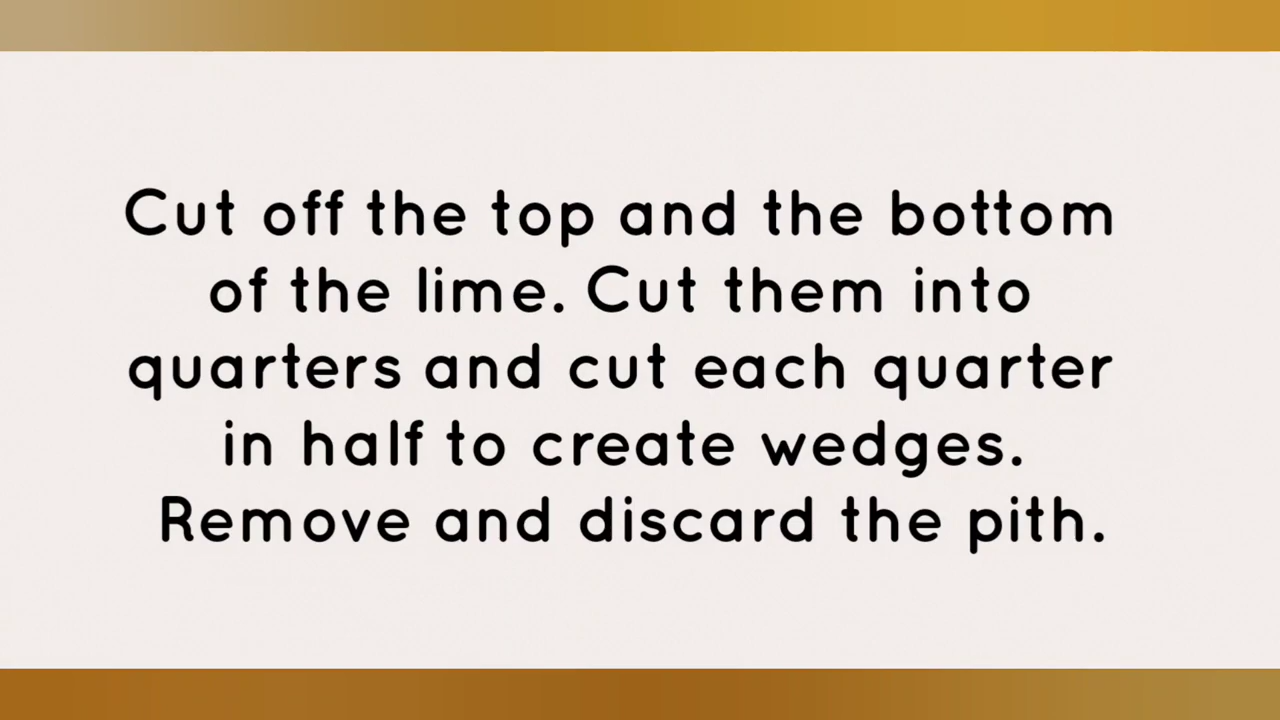 Cut off the top and the bottom
of the lime. Cut them into
quarters and cut each quarter
in half to create wedges.
Remove and discard the pith.